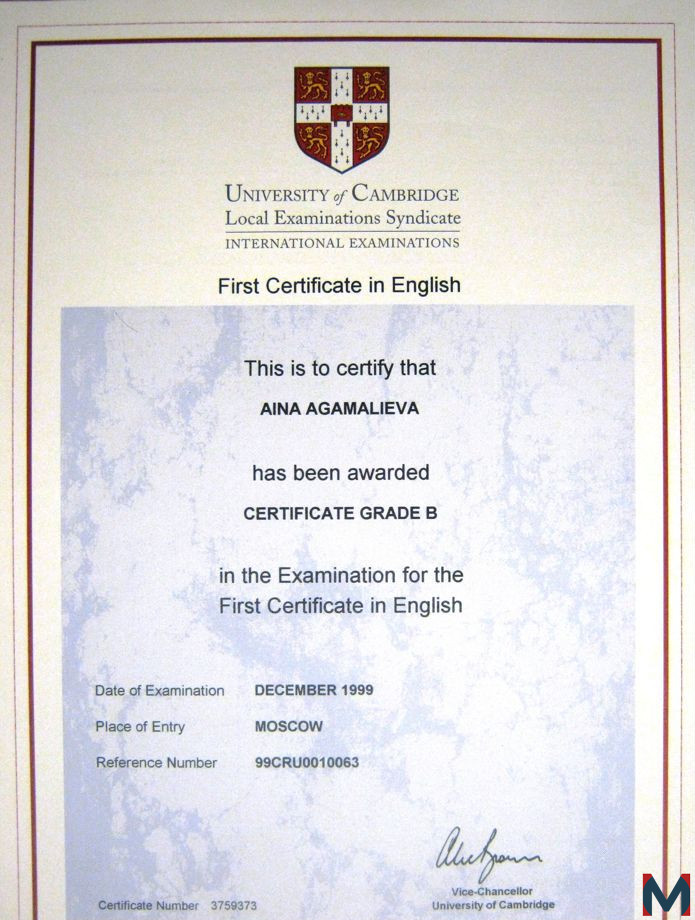 UNIVERSITY of CAMBRIDGE
Local Examinations Syndicate
INTERNATIONAL EXAMINATIONS
First Certificate in English
This is to certify that
AINA AGAMALIEVA
has been awarded
CERTIFICATE GRADE B
in the Examination for the
First Certificate in English
Date of Examination DECEMBER 1999
Place of Entry MOSCOW
Reference Number 99CRU0010063
Vice-Chancellor
University of Cambridge
Certificate Number 3759373
M